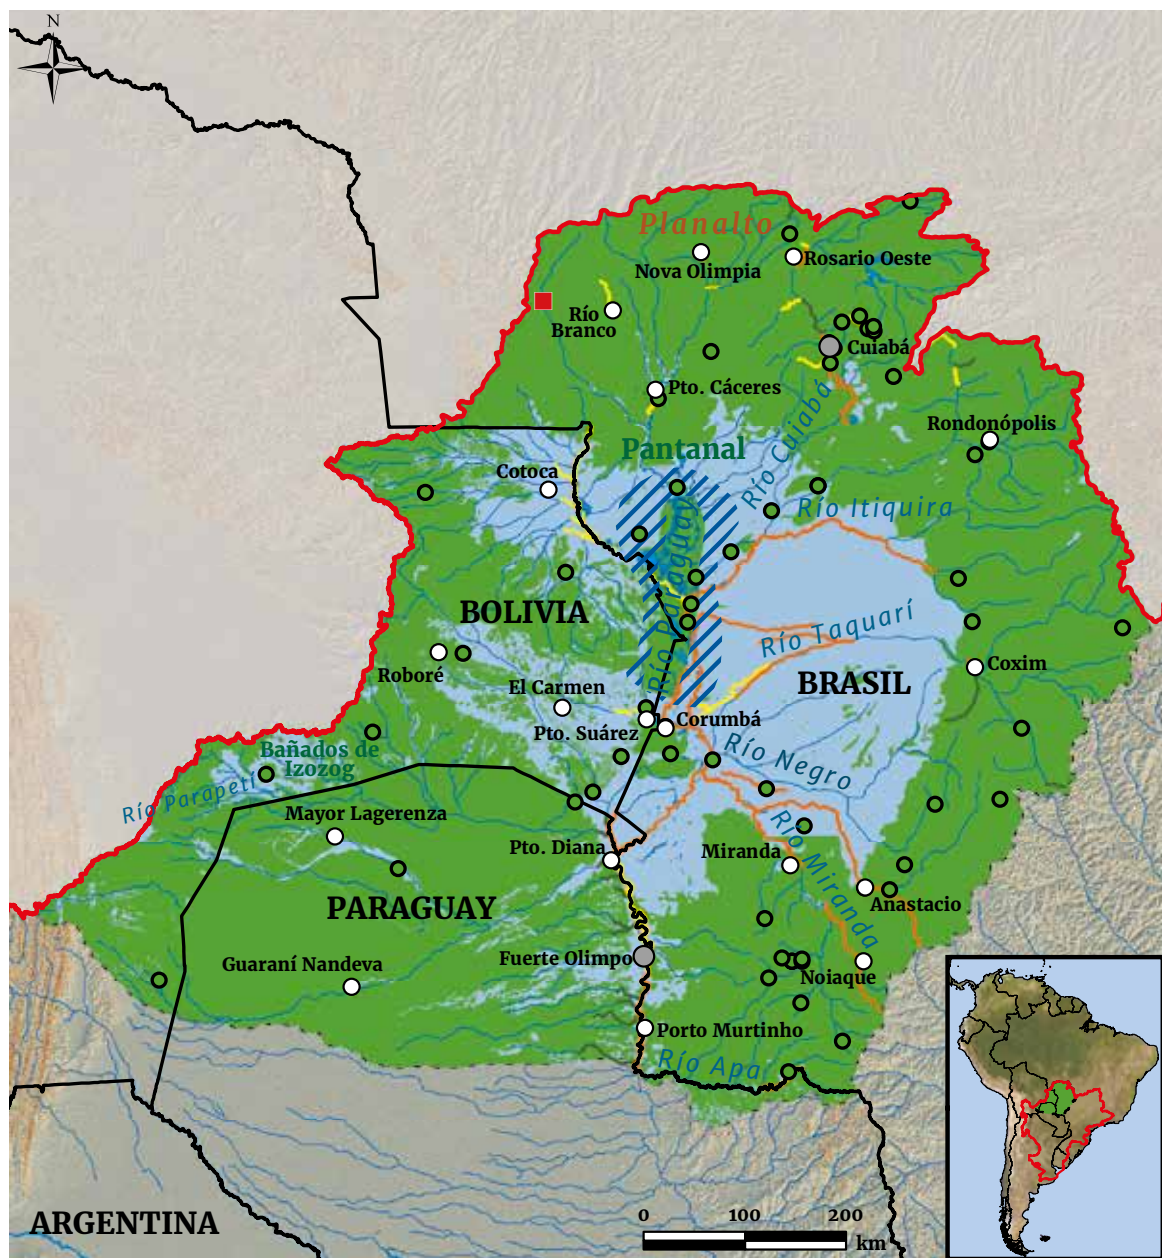 N
Planalto
Nova Olimpia
Rosario Oeste
Río
Branco
Cuiabá
Pto. Cáceres
Río Cuiabá
Rondonópolis
Pantanal
Cotoca
Río Itiquira
Río Paraguay
BOLIVIA
Río Taquarí
Roboré
Coxim
El Carmen
BRASIL
Pto. Suárez
Corumbá
Río Negro
Bañados de
Izozog
Río Parapetí
Mayor Lagerenza
Pto. Diana
Miranda
Río Miranda
Anastacio
PARAGUAY
Fuerte Olimpo
Guaraní Nandeva
Noiaque
Porto Murtinho
Río Apa
ARGENTINA
0 100 200
km